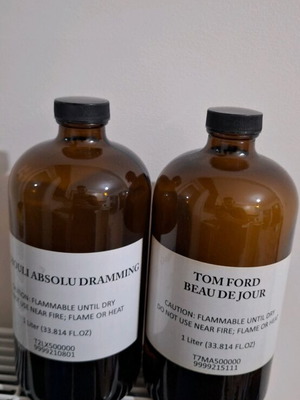 OULI ABSOLU DRAMMING
CAUTION: FLAMMABLE UNTIL DRY
USE NEAR FIRE; FLAME OR HEAT
1 Liter (33.814 FL.OZ)
T2LX500000
9999210801
TOM FORD
BEAU DE JOUR
CAUTION: FLAMMABLE UNTIL DRY
DO NOT USE NEAR FIRE; FLAME OR HEAT
1 Liter (33.814 FL.OZ)
T7MA500000
9999215111